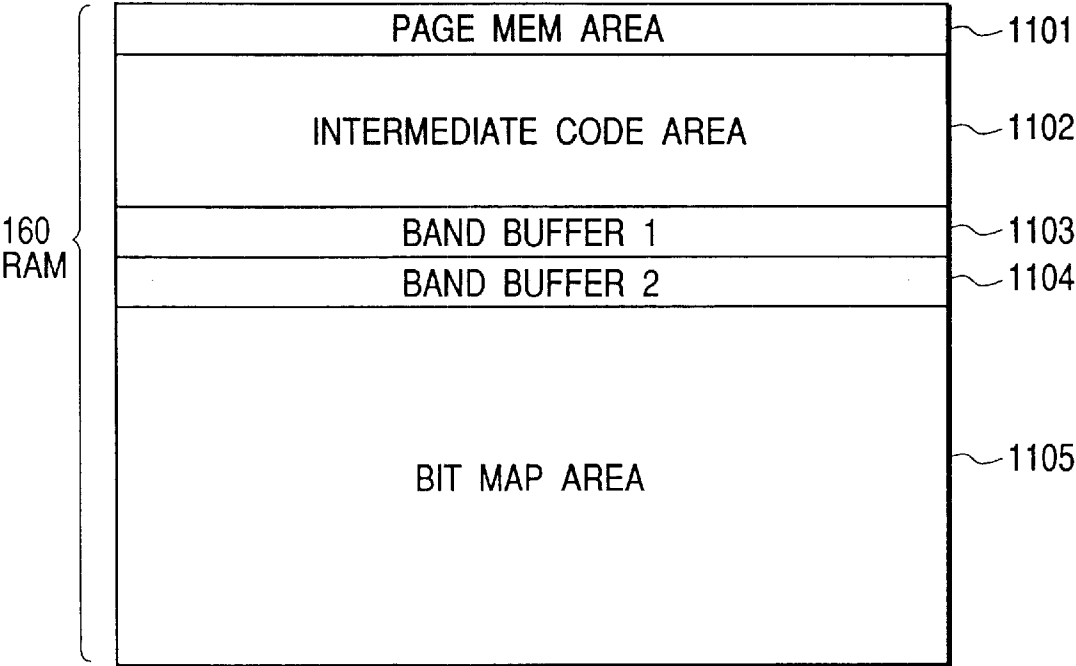 PAGE MEM AREA 1101
INTERMEDIATE CODE AREA 1102
BAND BUFFER 1 1103
160
RAM
BAND BUFFER 2 1104
BIT MAP AREA 1105